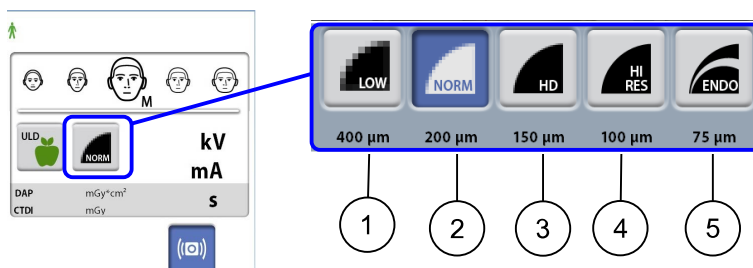 M
ULD
NORM
kV
mA
DAP mGy*cm²
CTDI mGy
s
LOW
NORM
HD
HI
RES
ENDO
400 µm 200 µm 150 µm 100 µm 75 µm
1 2 3 4 5